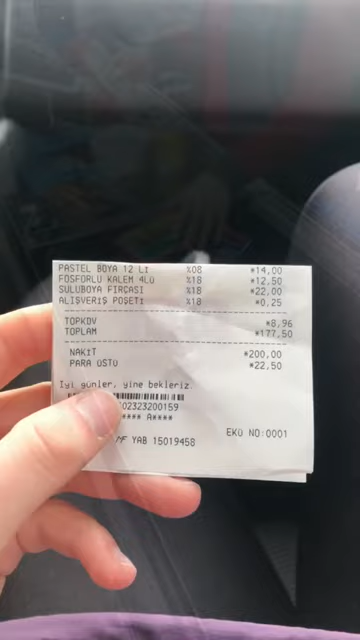 PASTEL BOYA 12 Lİ %08 *14,00
FOSFORLU KALEM 4LÜ %18 *12,50
SULUBOYA FIRÇASI %18 *22,00
ALIŞVERİŞ POŞETİ %18 *0,25
TOPKDV *8,96
TOPLAM *177,50
NAKİT *200,00
PARA ÜSTÜ *22,50
İyi günler, yine bekleriz.
02323200159
**** A****
EKÜ NO:0001
YAB 15019458